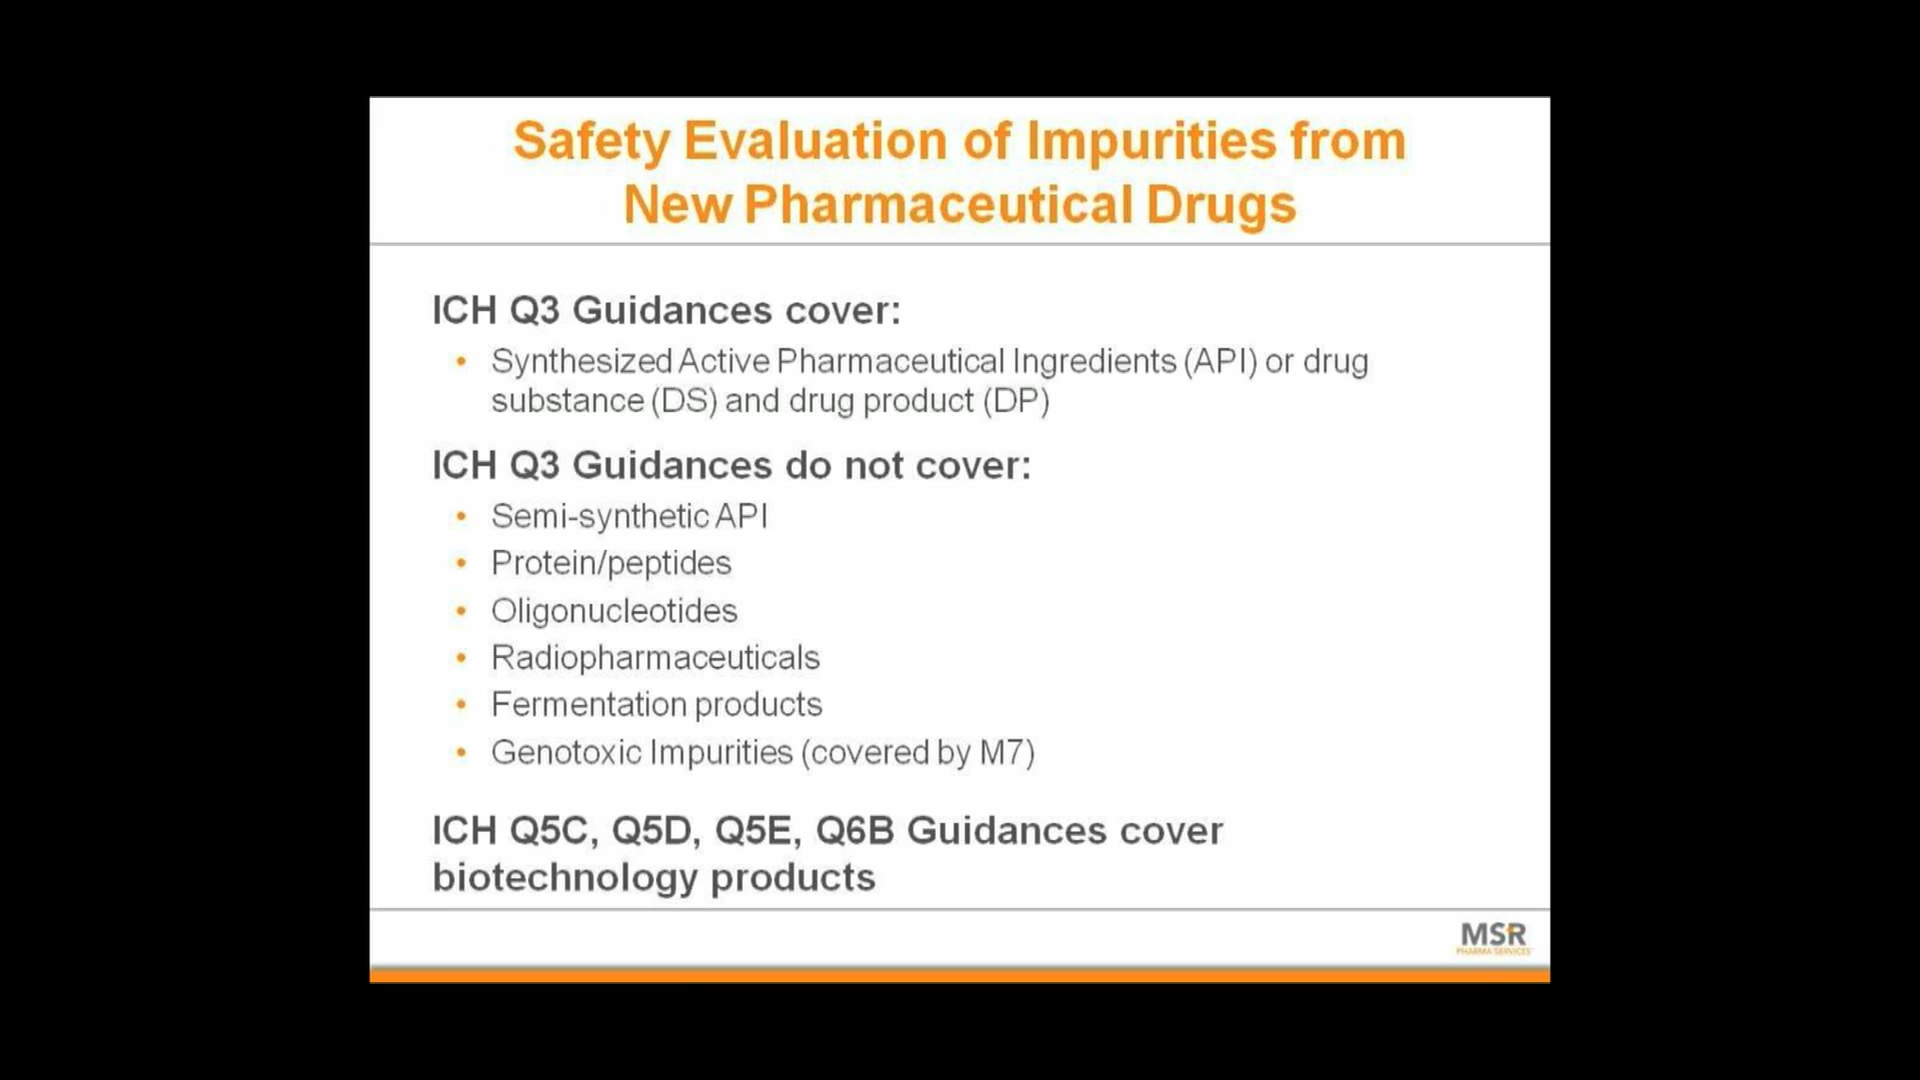 Safety Evaluation of Impurities from
New Pharmaceutical Drugs
ICH Q3 Guidances cover:
• Synthesized Active Pharmaceutical Ingredients (API) or drug
substance (DS) and drug product (DP)
ICH Q3 Guidances do not cover:
• Semi-synthetic API
• Protein/peptides
• Oligonucleotides
• Radiopharmaceuticals
• Fermentation products
• Genotoxic Impurities (covered by M7)
ICH Q5C, Q5D, Q5E, Q6B Guidances cover
biotechnology products
MSR
PHARMA SERVICES